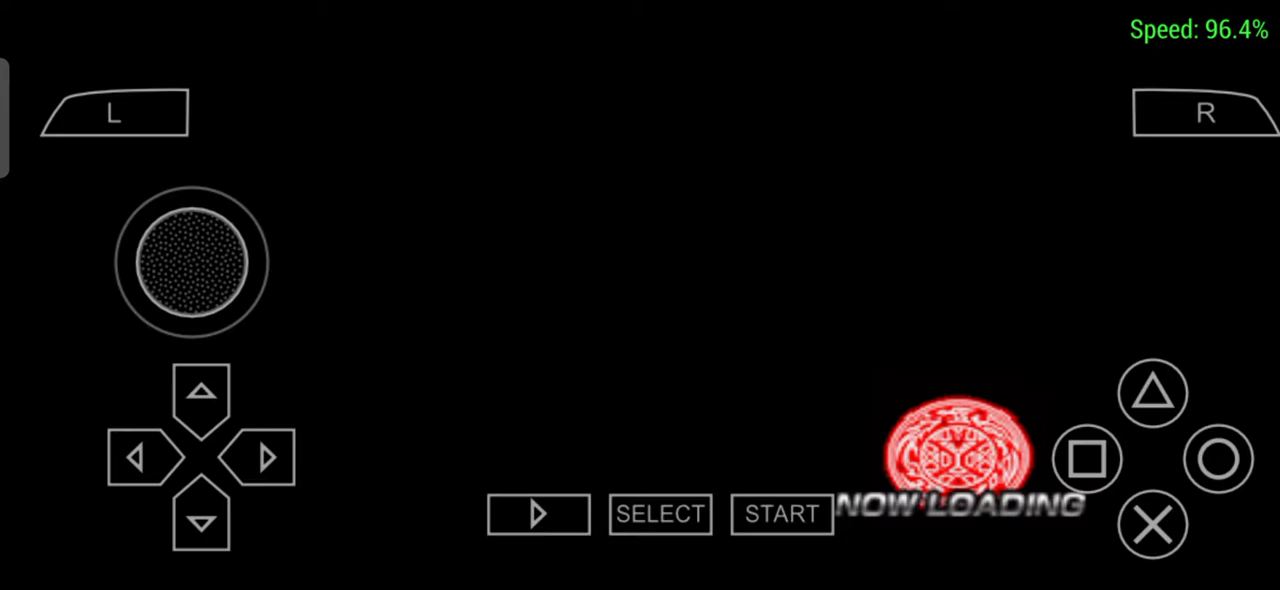 Speed: 96.4%
L
R
SELECT
START
NOW LOADING